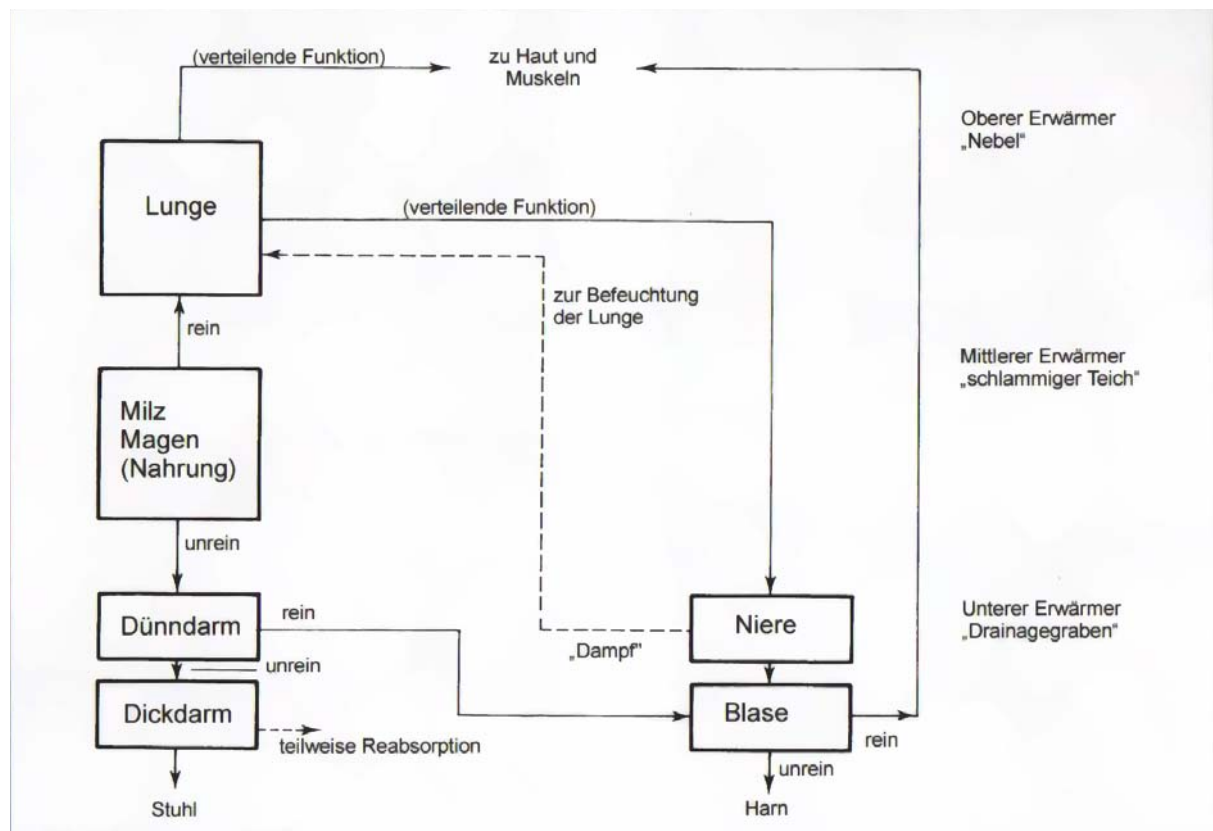 (verteilende Funktion)
zu Haut und
Muskeln
Oberer Erwärmer
„Nebel“
Lunge
(verteilende Funktion)
zur Befeuchtung
der Lunge
rein
Mittlerer Erwärmer
„schlammiger Teich“
Milz
Magen
(Nahrung)
unrein
Dünndarm
rein
„Dampf"
Niere
Unterer Erwärmer
„Drainagegraben“
unrein
Dickdarm
teilweise Reabsorption
Blase
rein
unrein
Stuhl
Harn